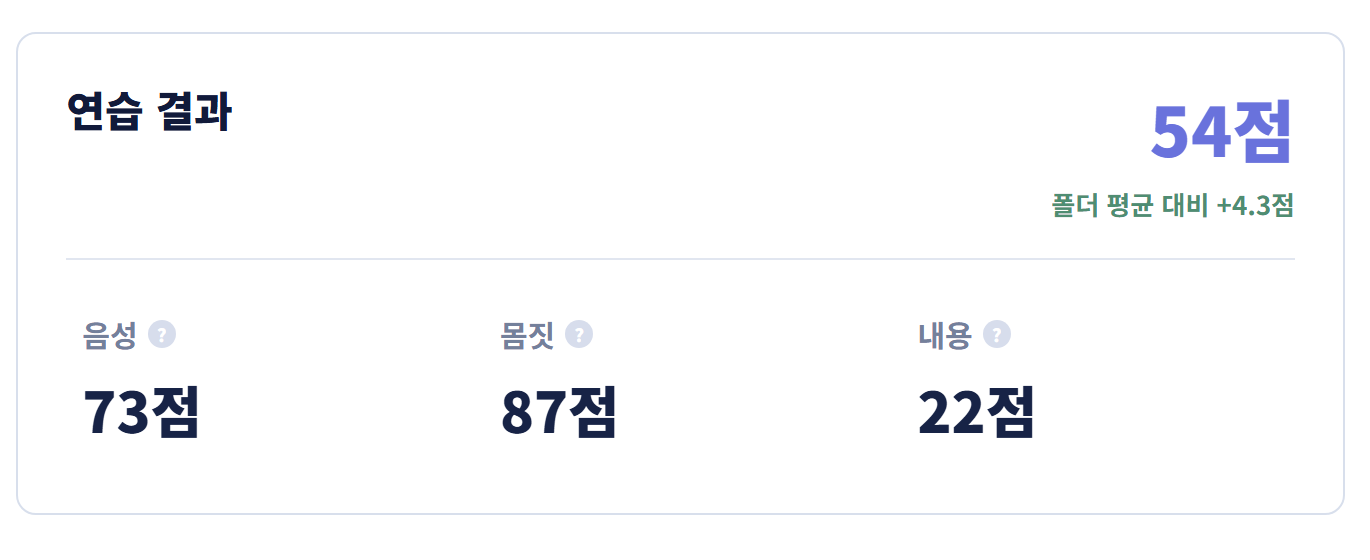 연습 결과
54점
폴더 평균 대비 +4.3점
음성 ?
몸짓 ?
내용 ?
73점
87점
22점